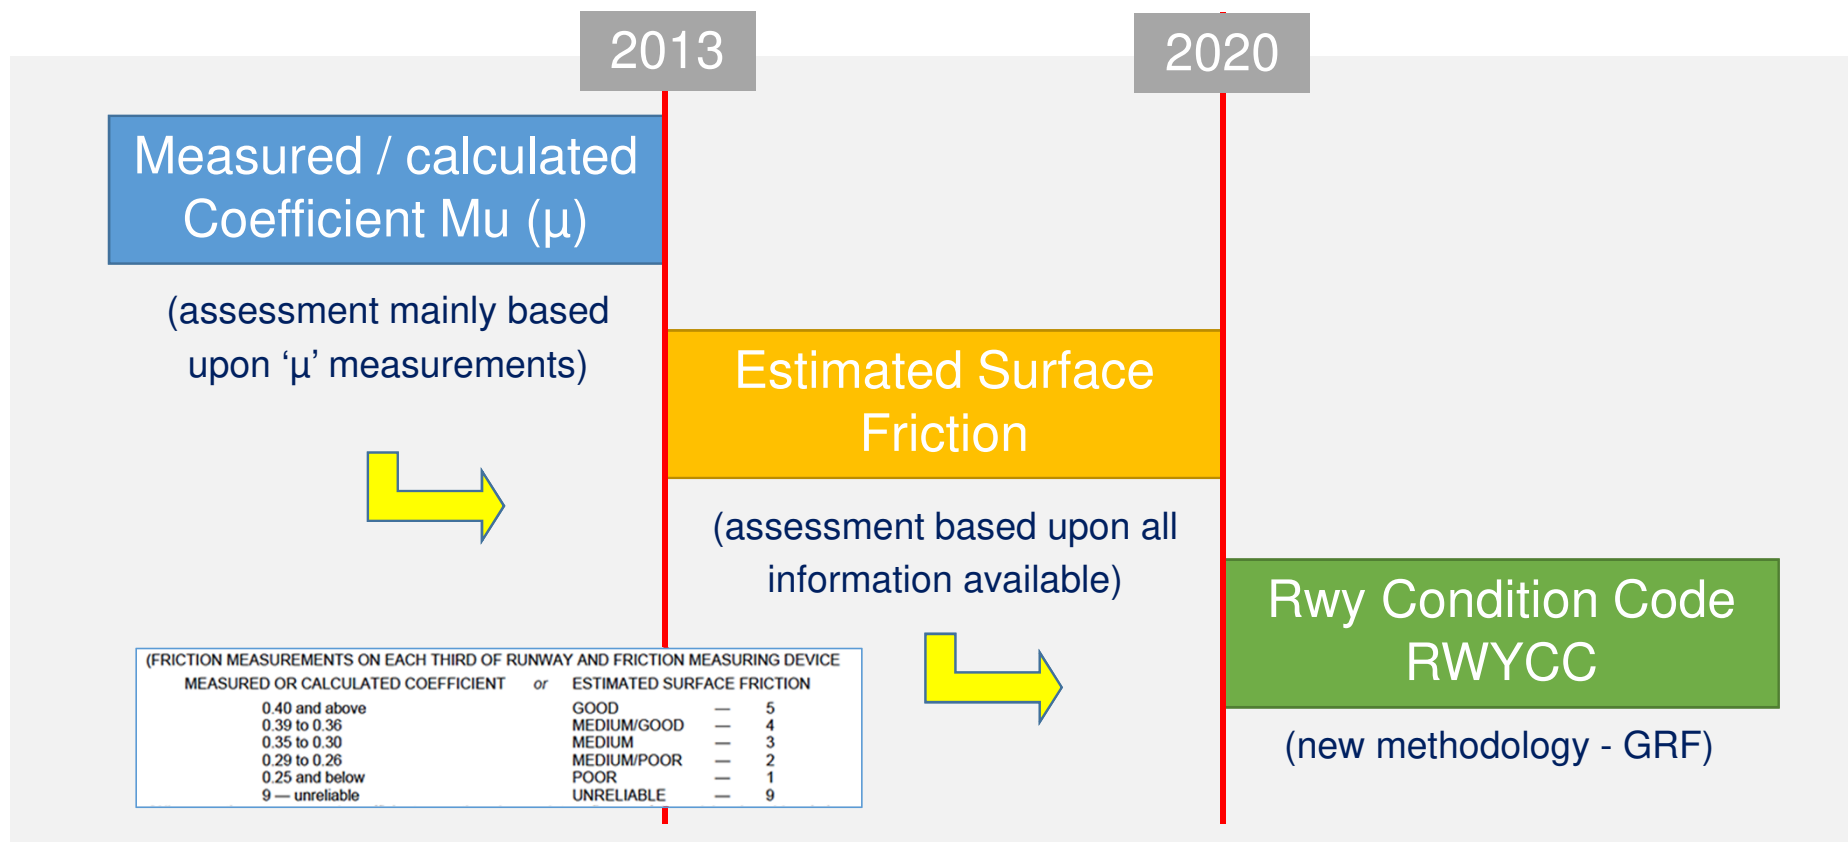 2013
2020
Measured / calculated
Coefficient Mu (μ)
(assessment mainly based
upon ‘μ’ measurements)
Estimated Surface
Friction
(assessment based upon all
information available)
Rwy Condition Code
RWYCC
(new methodology - GRF)
(FRICTION MEASUREMENTS ON EACH THIRD OF RUNWAY AND FRICTION MEASURING DEVICE
MEASURED OR CALCULATED COEFFICIENT or ESTIMATED SURFACE FRICTION
0.40 and above GOOD — 5
0.39 to 0.36 MEDIUM/GOOD — 4
0.35 to 0.30 MEDIUM — 3
0.29 to 0.26 MEDIUM/POOR — 2
0.25 and below POOR — 1
9 — unreliable UNRELIABLE — 9